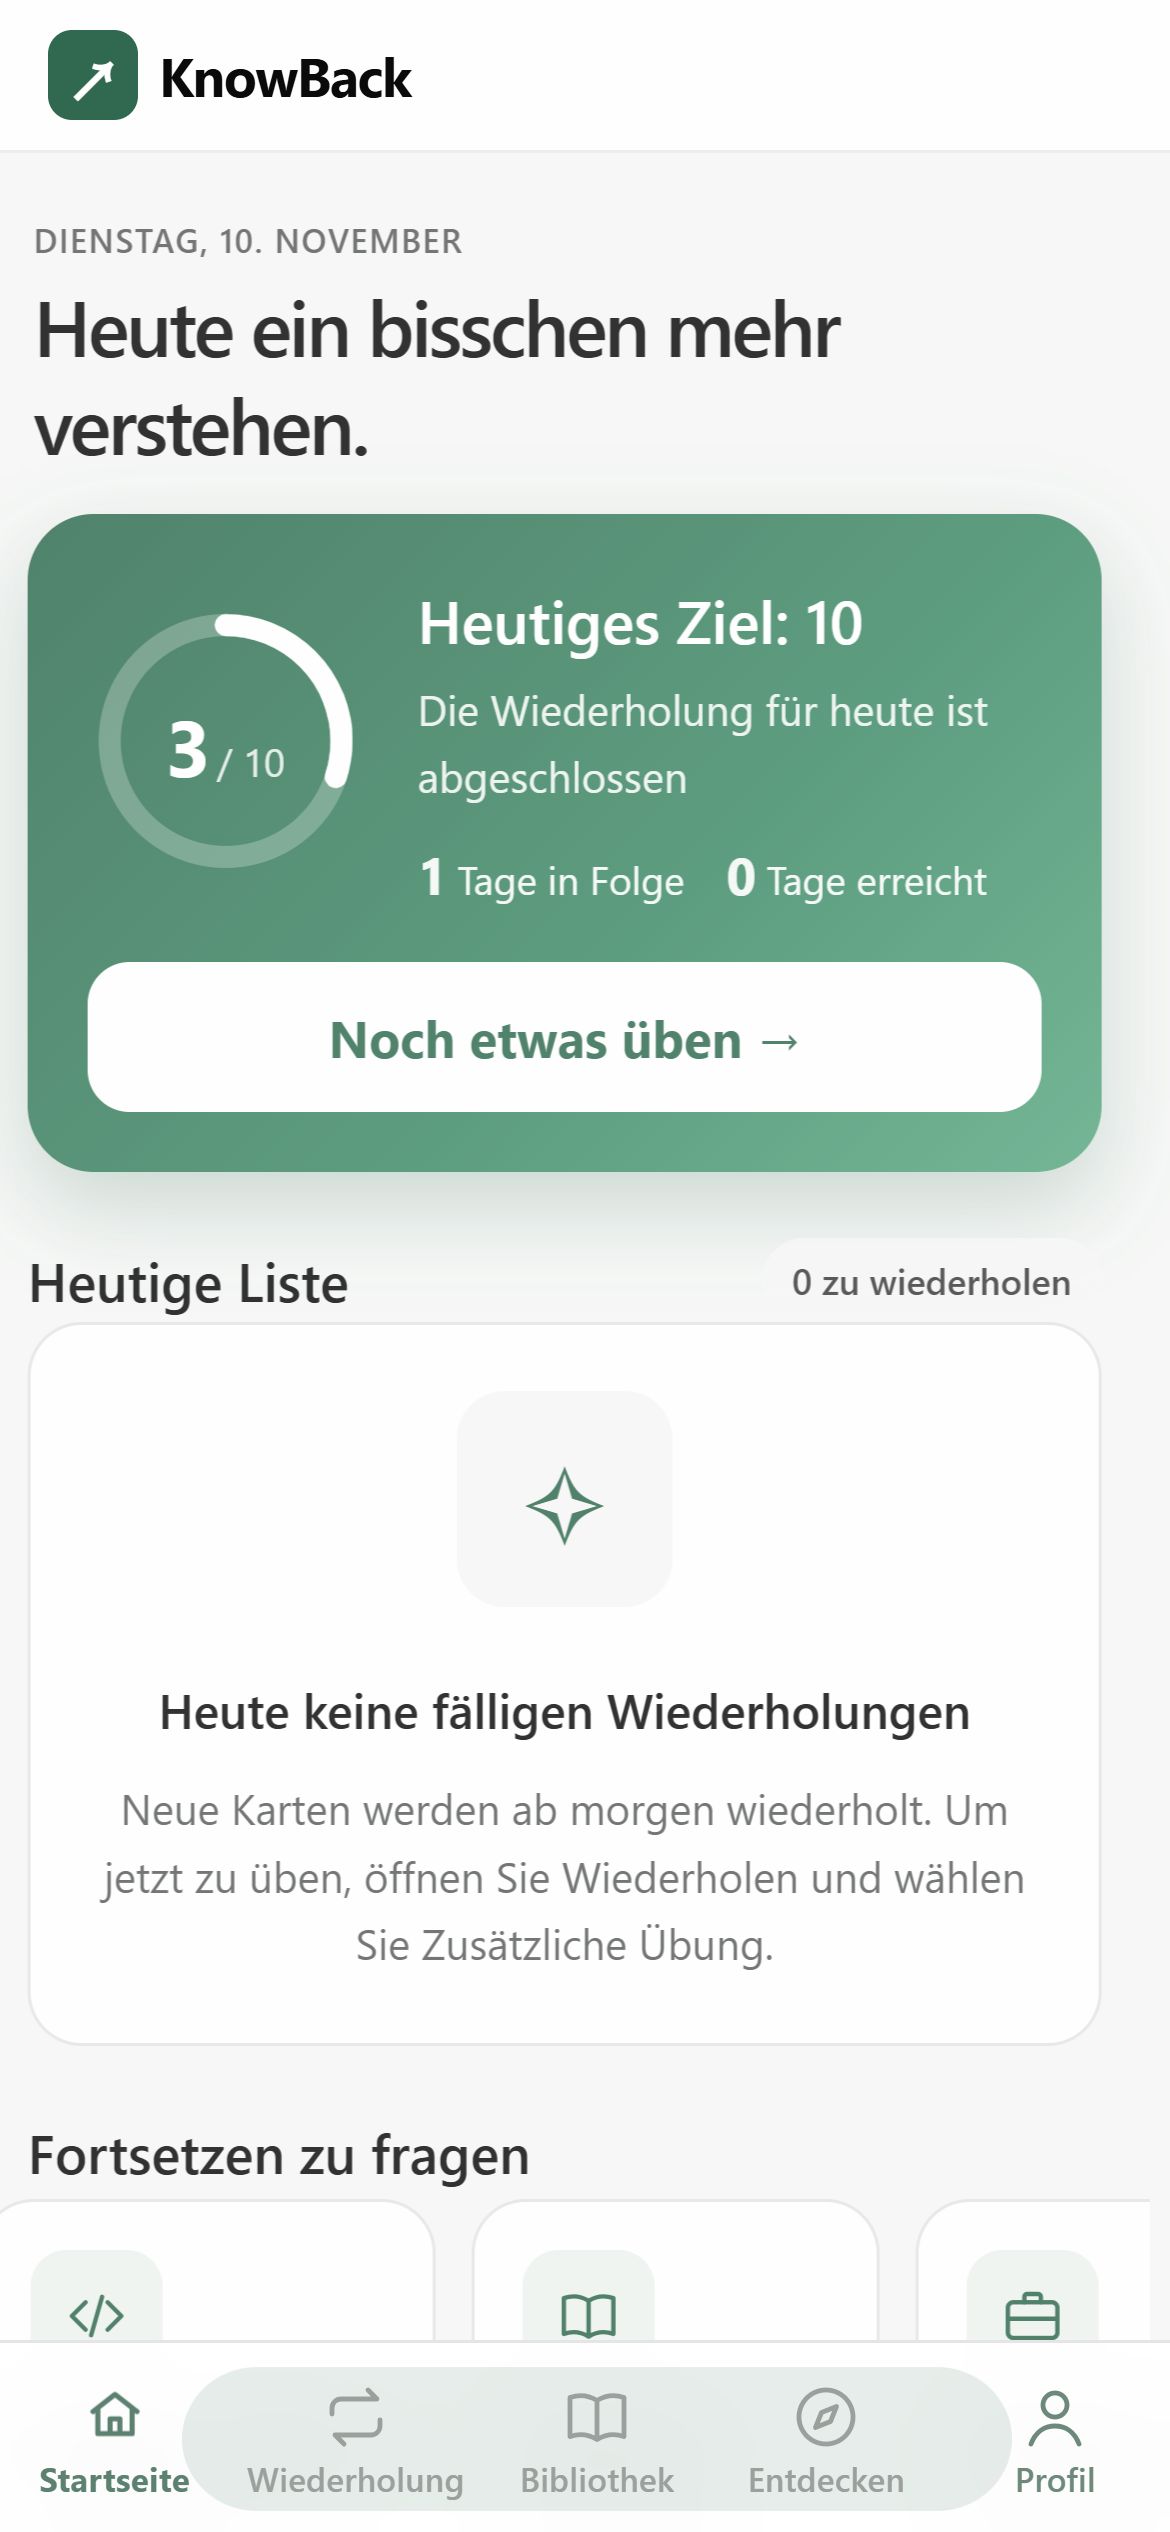 KnowBack
DIENSTAG, 10. NOVEMBER
Heute ein bisschen mehr
verstehen.
3 / 10
Heutiges Ziel: 10
Die Wiederholung für heute ist
abgeschlossen
1 Tage in Folge 0 Tage erreicht
Noch etwas üben →
Heutige Liste
0 zu wiederholen
Heute keine fälligen Wiederholungen
Neue Karten werden ab morgen wiederholt. Um
jetzt zu üben, öffnen Sie Wiederholen und wählen
Sie Zusätzliche Übung.
Fortsetzen zu fragen
Startseite Wiederholung Bibliothek Entdecken Profil